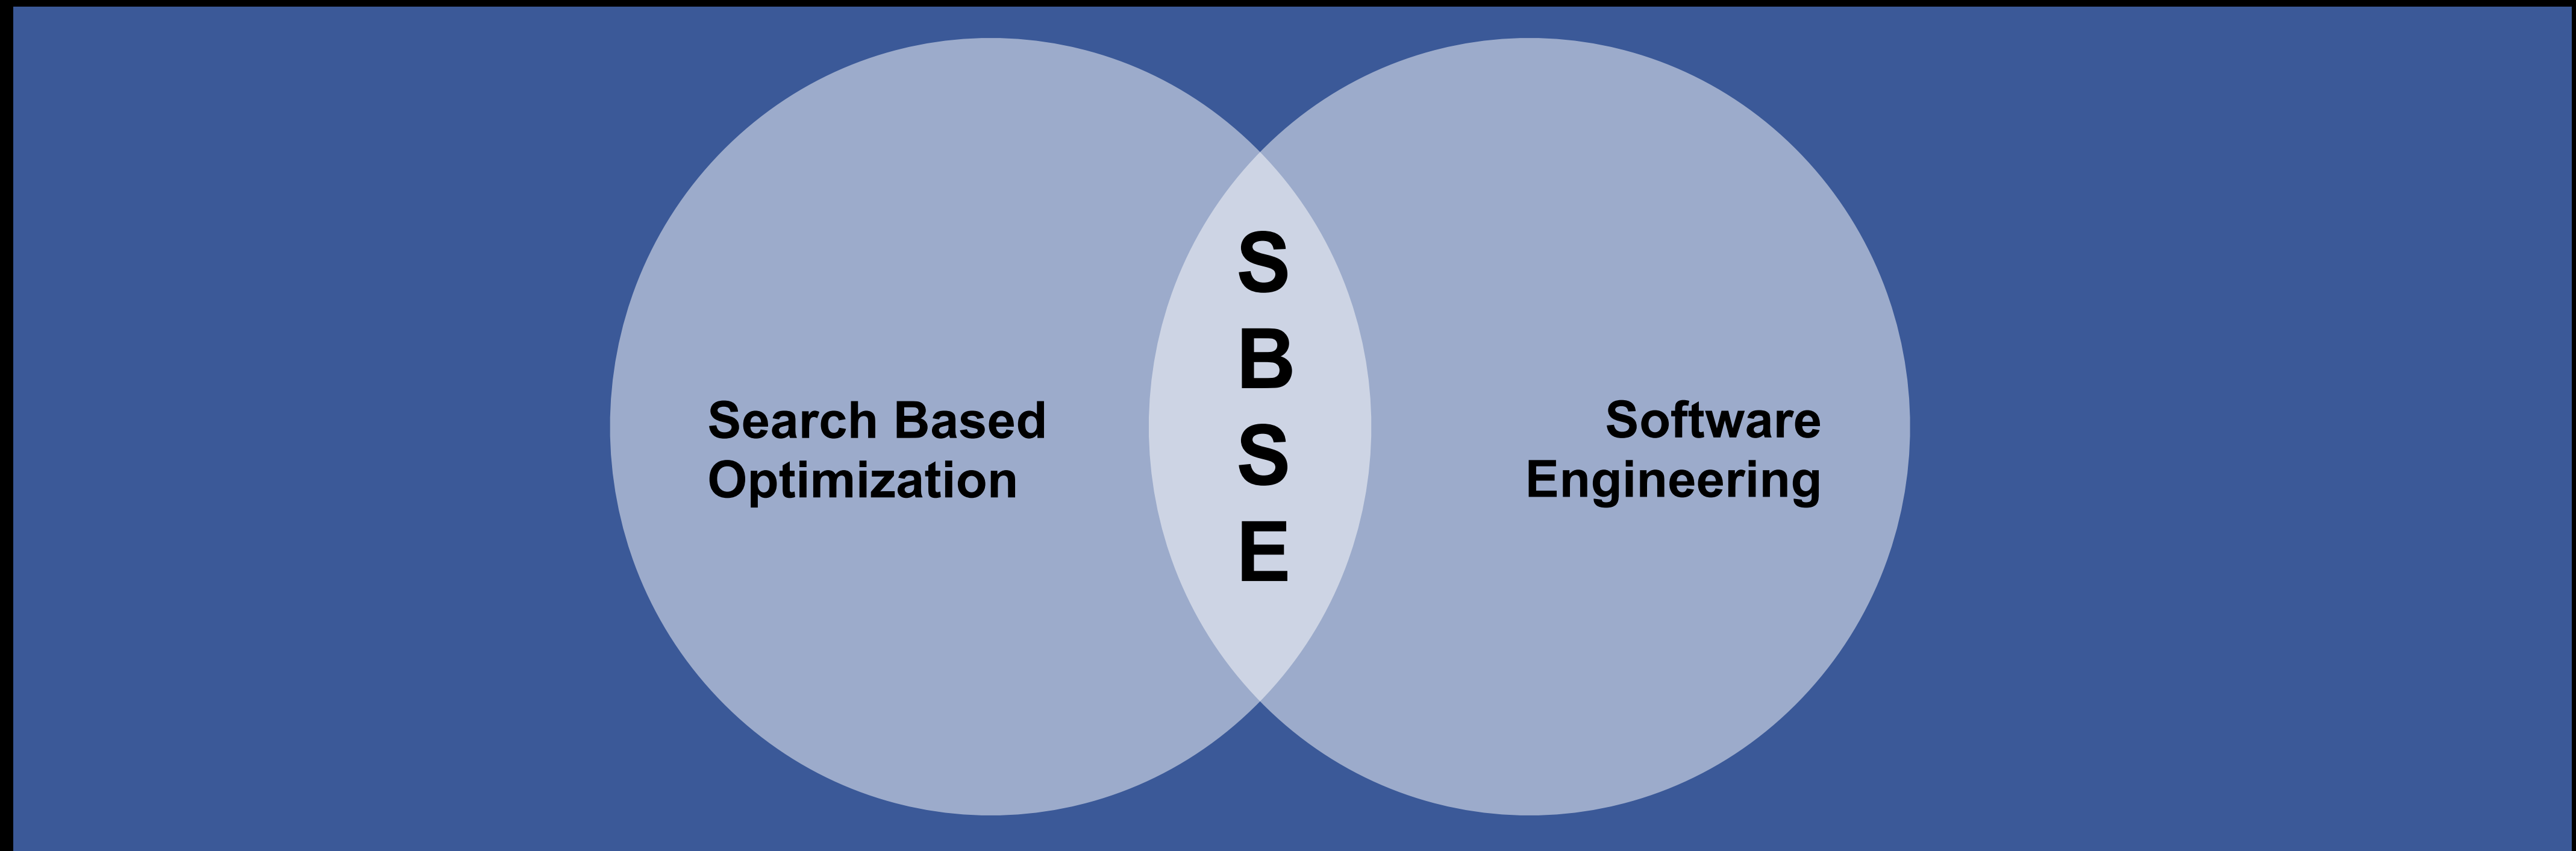 Search Based
Optimization
S
B
S
E
Software
Engineering